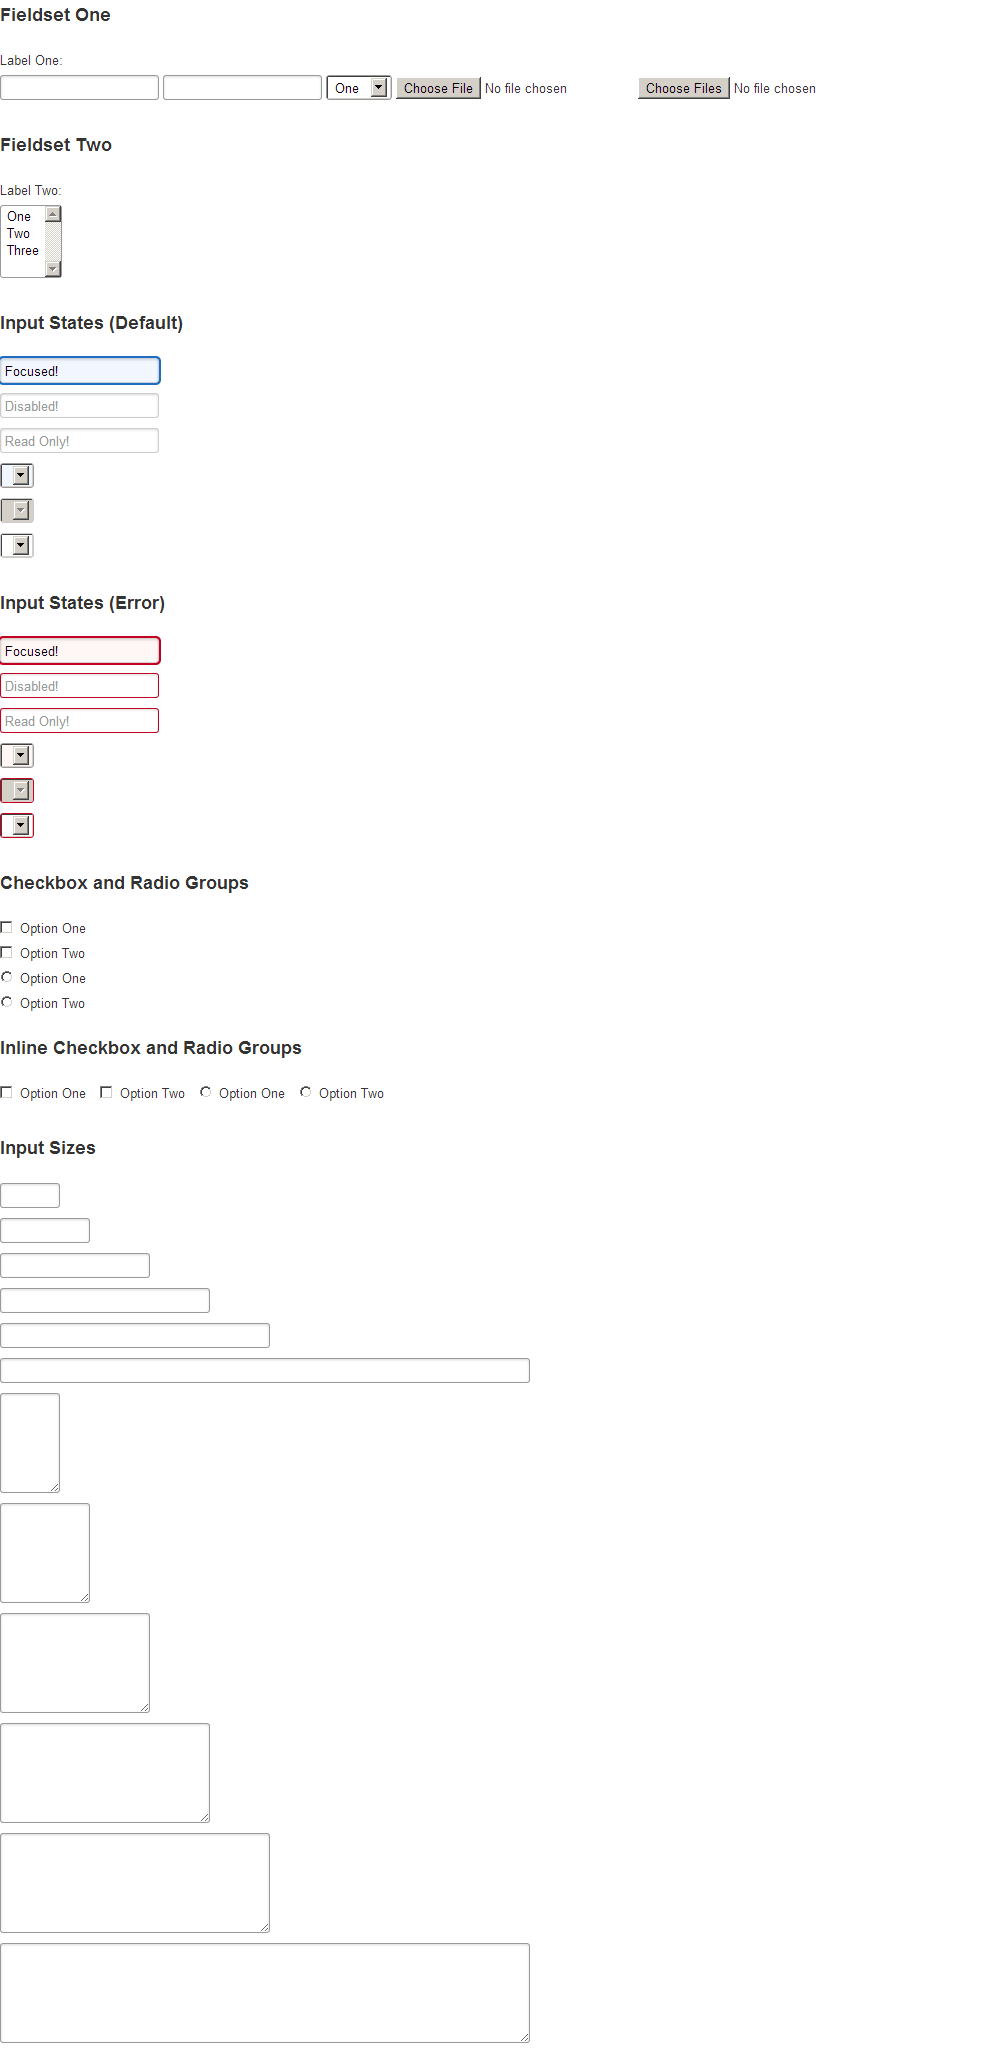 Fieldset One
Label One:
One Choose File No file chosen Choose Files No file chosen
Fieldset Two
Label Two:
One
Two
Three
Input States (Default)
Focused!
Disabled!
Read Only!
Input States (Error)
Focused!
Disabled!
Read Only!
Checkbox and Radio Groups
Option One
Option Two
Option One
Option Two
Inline Checkbox and Radio Groups
Option One Option Two Option One Option Two
Input Sizes